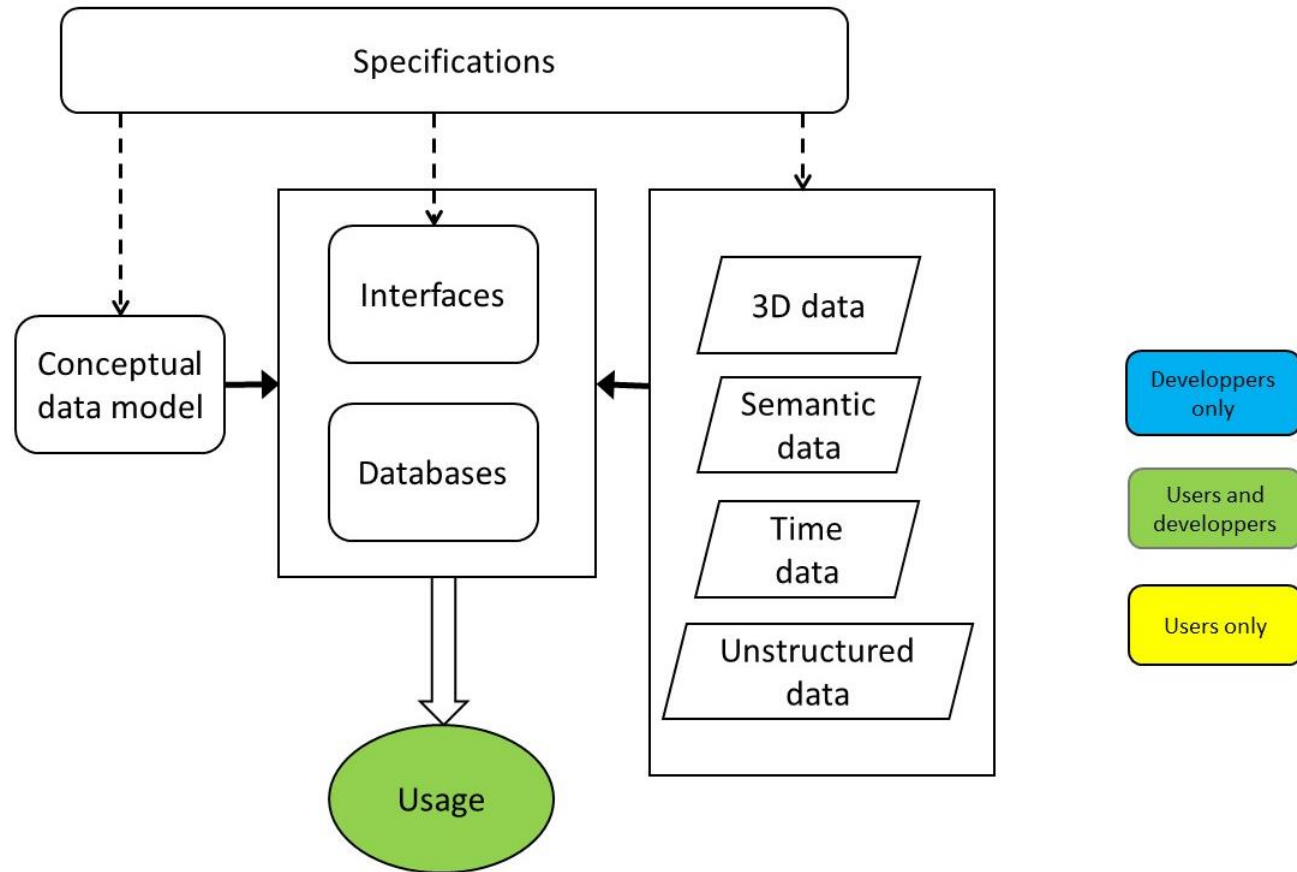 Specifications
Interfaces
Conceptual
data model
Databases
3D data
Semantic
data
Time
data
Unstructured
data
Usage
Developpers
only
Users and
developpers
Users only